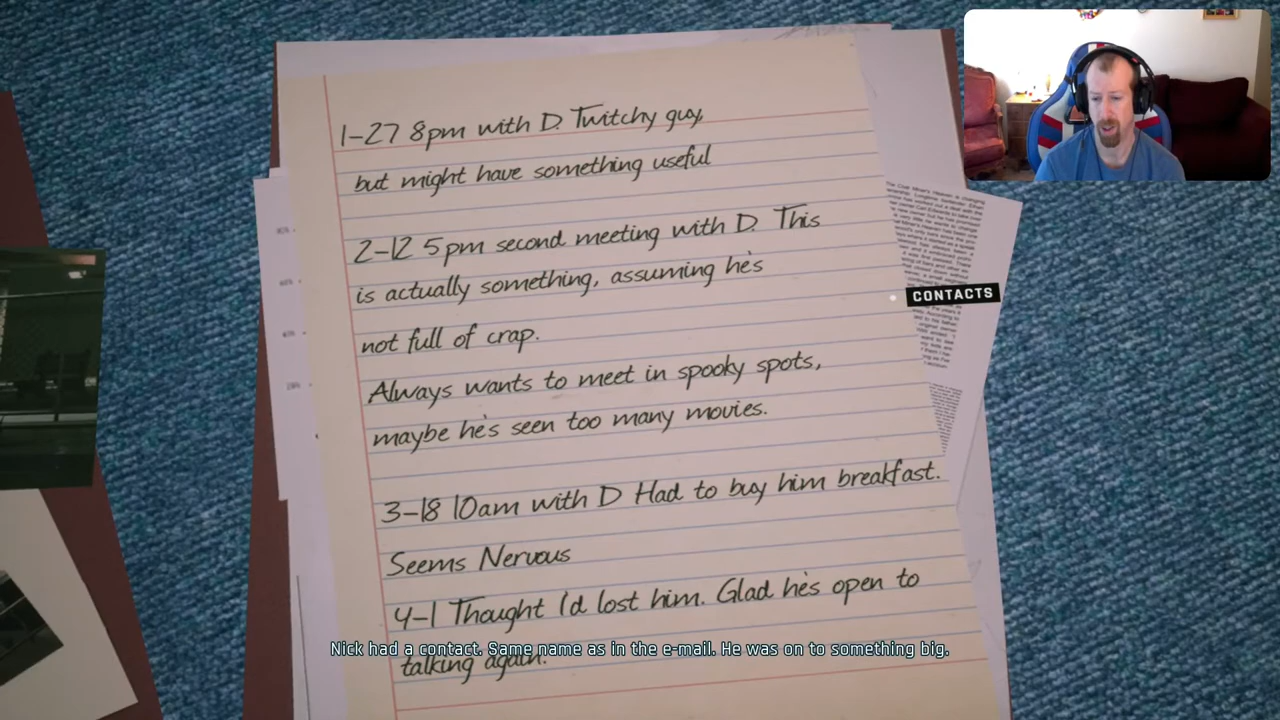 1-27 8pm with D. Twitchy guy,
but might have something useful
2-12 5pm second meeting with D. This
is actually something, assuming he's
not full of crap.
Always wants to meet in spooky spots,
maybe he's seen too many movies.
3-18 10am with D Had to buy him breakfast.
Seems Nervous
4-1 Thought I'd lost him. Glad he's open to
talking again.
CONTACTS
Nick had a contact. Same name as in the e-mail. He was on to something big.